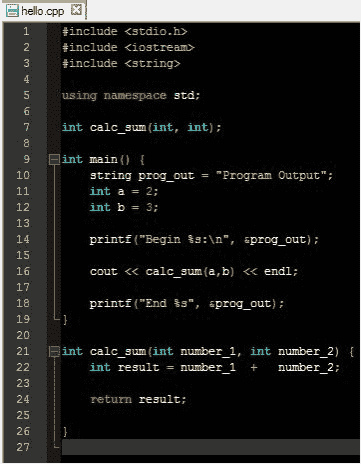 hello.cpp
1 #include <stdio.h>
2 #include <iostream>
3 #include <string>
4
5 using namespace std;
6
7 int calc_sum(int, int);
8
9 int main() {
10 string prog_out = "Program Output";
11 int a = 2;
12 int b = 3;
13
14 printf("Begin %s:\n", &prog_out);
15
16 cout << calc_sum(a,b) << endl;
17
18 printf("End %s", &prog_out);
19 }
20
21 int calc_sum(int number_1, int number_2) {
22 int result = number_1 + number_2;
23
24 return result;
25
26 }
27